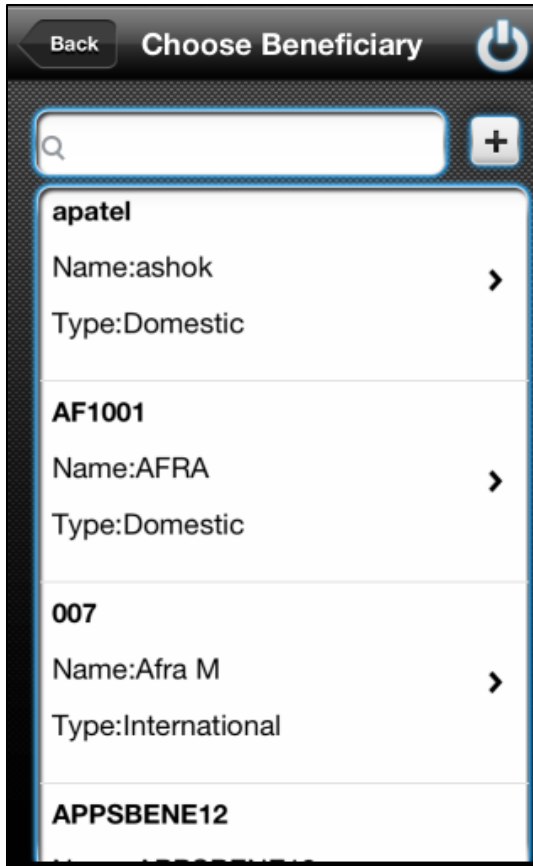 Back
Choose Beneficiary
+
apatel
Name:ashok
Type:Domestic
AF1001
Name:AFRA
Type:Domestic
007
Name:Afra M
Type:International
APPSBENE12